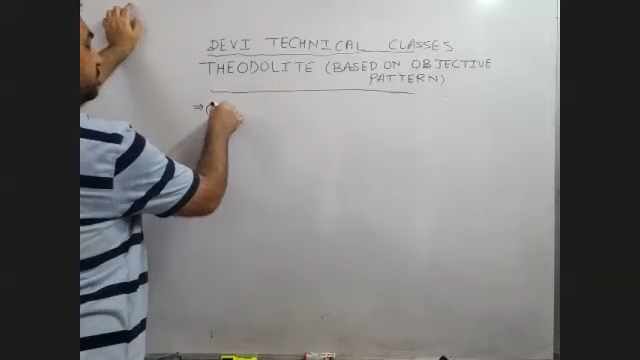 DEVI TECHNICAL CLASSES
THEODOLITE (BASED ON OBJECTIVE
PATTERN)
⇒